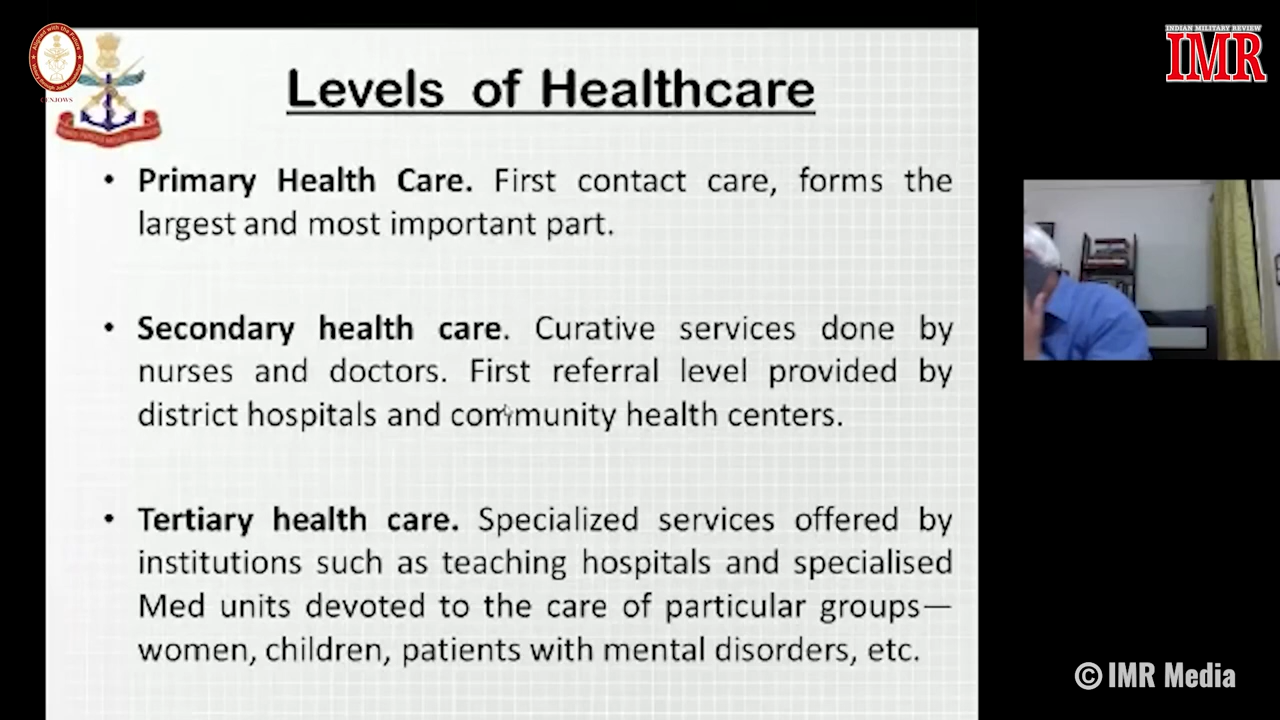 INDIAN MILITARY REVIEW
IMR
CENJOWS
Levels of Healthcare
• Primary Health Care. First contact care, forms the
largest and most important part.
• Secondary health care. Curative services done by
nurses and doctors. First referral level provided by
district hospitals and community health centers.
• Tertiary health care. Specialized services offered by
institutions such as teaching hospitals and specialised
Med units devoted to the care of particular groups—
women, children, patients with mental disorders, etc.
© IMR Media